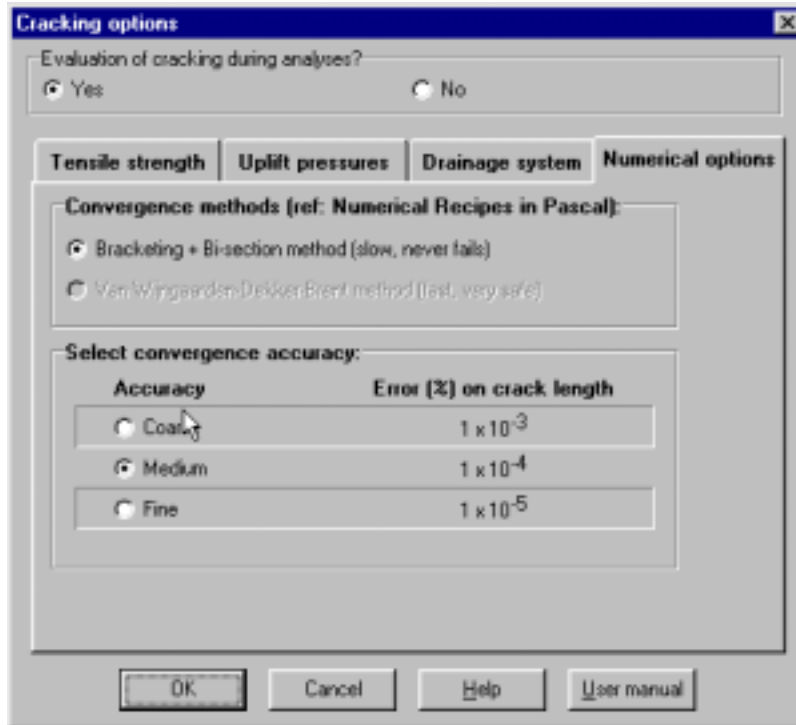 Cracking options
Evaluation of cracking during analyses?
Yes No
Tensile strength Uplift pressures Drainage system Numerical options
Convergence methods (ref: Numerical Recipes in Pascal):
Bracketing + Bi-section method (slow, never fails)
Van Wijngaarden-Dekker-Brent method (fast, very safe)
Select convergence accuracy:
Accuracy Error (%) on crack length
Coarse 1 x 10⁻³
Medium 1 x 10⁻⁴
Fine 1 x 10⁻⁵
OK Cancel Help User manual